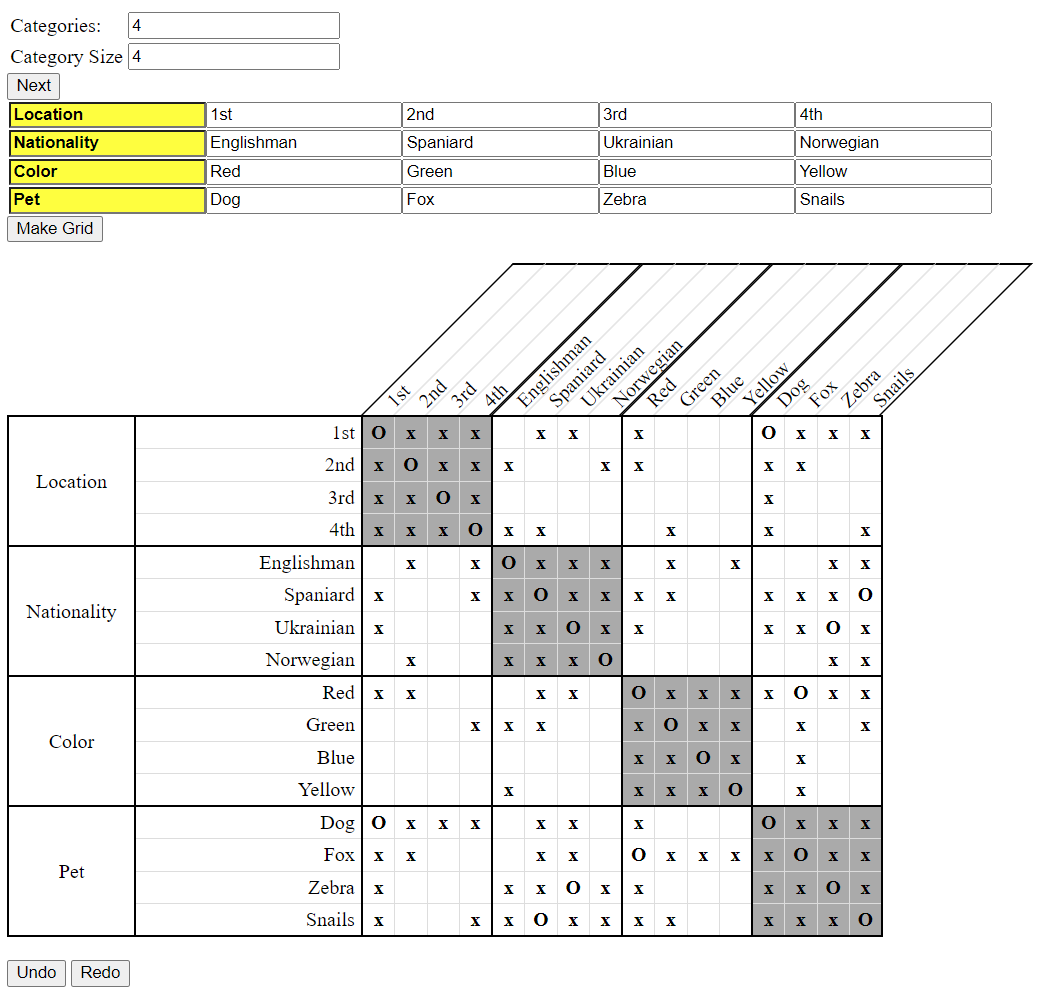 Categories: 4
Category Size 4
Next
Location 1st 2nd 3rd 4th
Nationality Englishman Spaniard Ukrainian Norwegian
Color Red Green Blue Yellow
Pet Dog Fox Zebra Snails
Make Grid
1st 2nd 3rd 4th Englishman Spaniard Ukrainian Norwegian Red Green Blue Yellow Dog Fox Zebra Snails
Location
1st O x x x x x x O x x x
2nd x O x x x x x x x
3rd x x O x x
4th x x x O x x x x x
Nationality
Englishman x x O x x x x x x x
Spaniard x x x O x x x x x x x O
Ukrainian x x x O x x x x O x
Norwegian x x x x O x x
Color
Red x x x x O x x x x O x x
Green x x x x O x x x x
Blue x x O x x
Yellow x x x x O x
Pet
Dog O x x x x x x O x x x
Fox x x x x O x x x x O x x
Zebra x x x O x x x x O x
Snails x x x O x x x x x x x O
Undo Redo